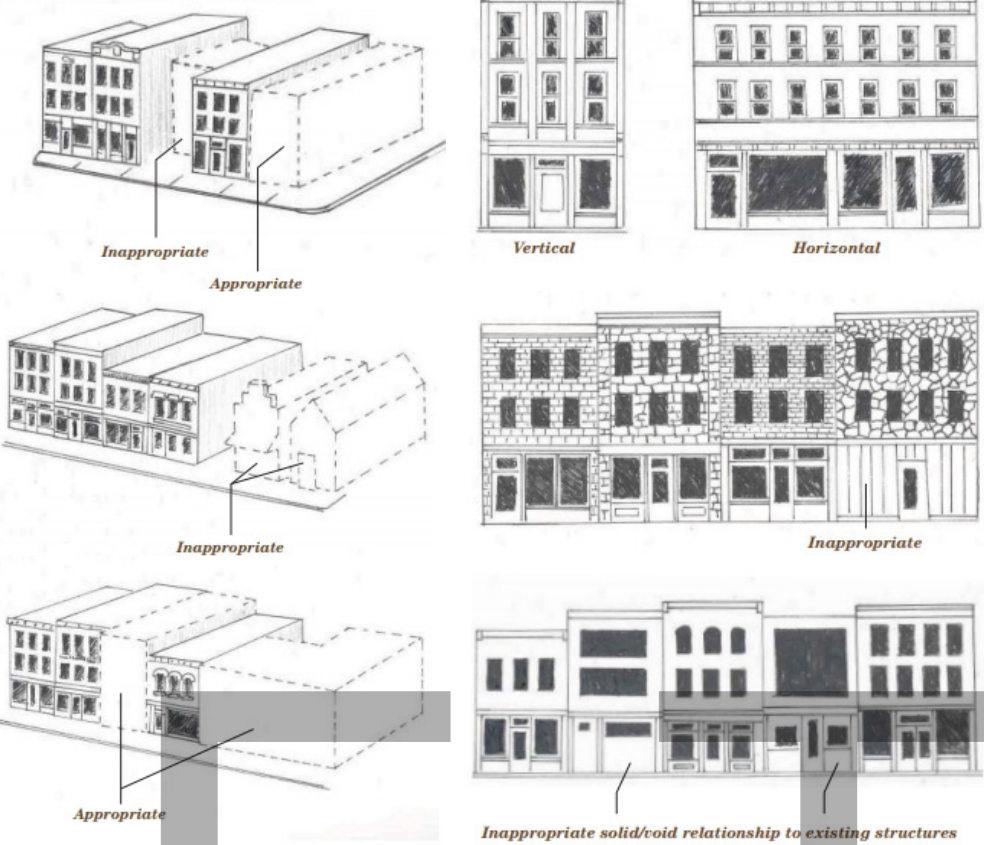 Inappropriate
Appropriate
Vertical
Horizontal
Inappropriate
Inappropriate
Appropriate
Inappropriate solid/void relationship to existing structures